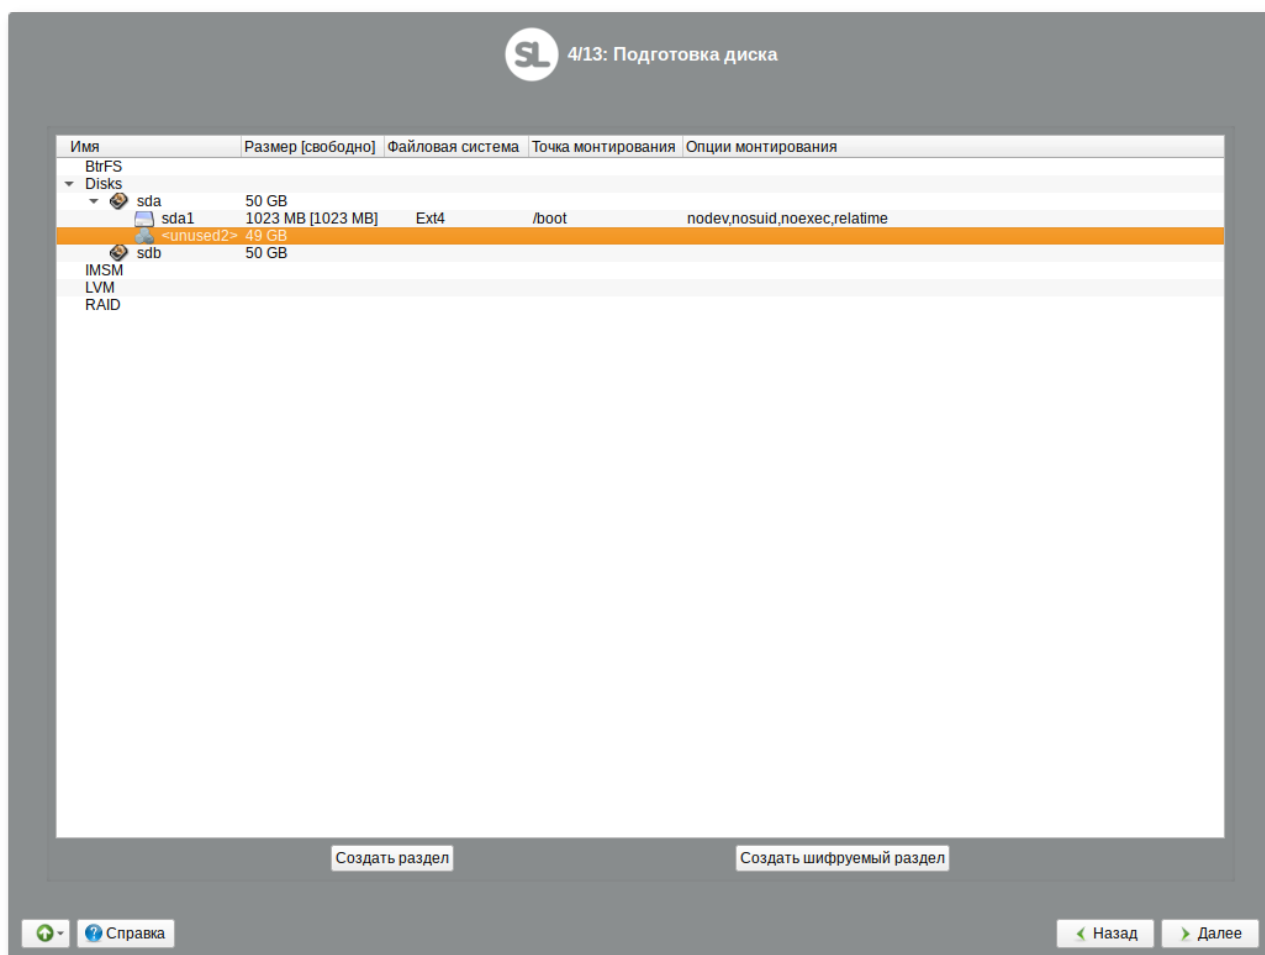 SL 4/13: Подготовка диска
Имя Размер [свободно] Файловая система Точка монтирования Опции монтирования
BtrFS
Disks
sda 50 GB
sda1 1023 MB [1023 MB] Ext4 /boot nodev,nosuid,noexec,relatime
<unused2> 49 GB
sdb 50 GB
IMSM
LVM
RAID
Создать раздел Создать шифруемый раздел
Справка Назад Далее